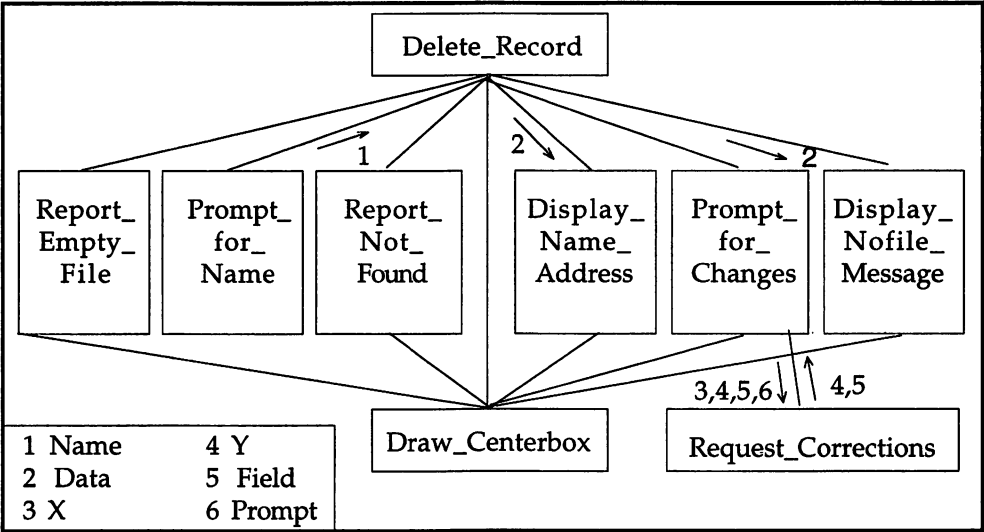 Delete_Record
1
2
2
Report_
Empty_
File
Prompt_
for_
Name
Report_
Not_
Found
Display_
Name_
Address
Prompt_
for_
Changes
Display_
Nofile_
Message
3,4,5,6
4,5
Draw_Centerbox
Request_Corrections
1 Name 4 Y
2 Data 5 Field
3 X 6 Prompt